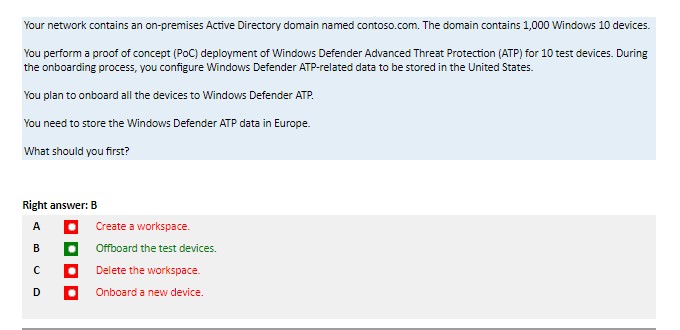 Your network contains an on-premises Active Directory domain named contoso.com. The domain contains 1,000 Windows 10 devices.
You perform a proof of concept (PoC) deployment of Windows Defender Advanced Threat Protection (ATP) for 10 test devices. During
the onboarding process, you configure Windows Defender ATP-related data to be stored in the United States.
You plan to onboard all the devices to Windows Defender ATP.
You need to store the Windows Defender ATP data in Europe.
What should you first?
Right answer: B
A Create a workspace.
B Offboard the test devices.
C Delete the workspace.
D Onboard a new device.